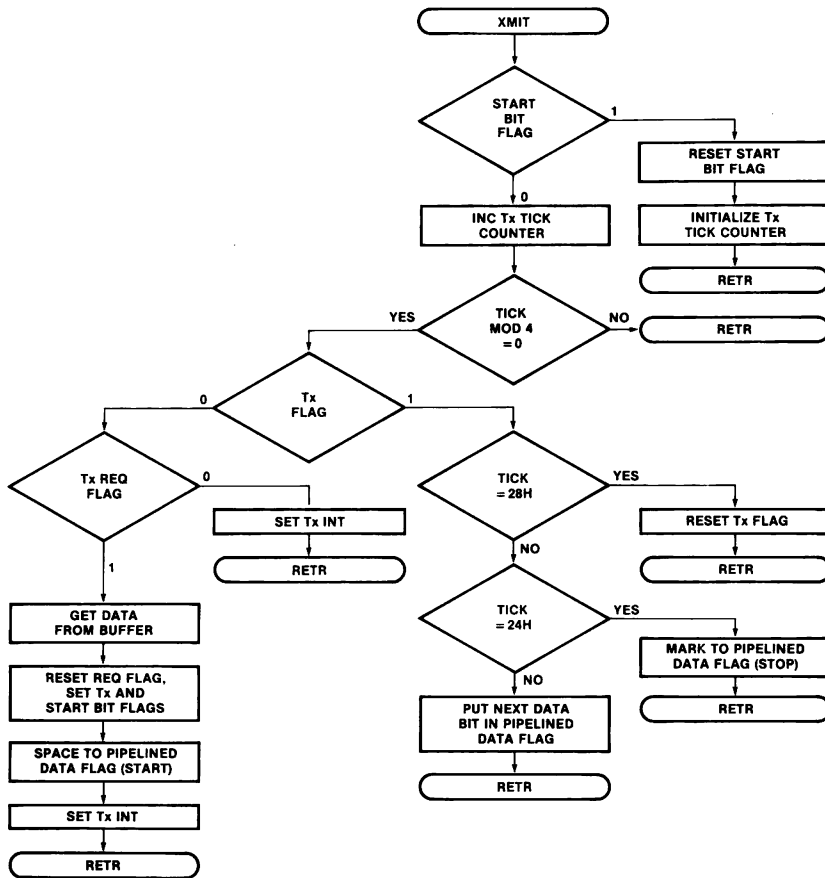 XMIT
START
BIT
FLAG
1
0
RESET START
BIT FLAG
INC Tx TICK
COUNTER
INITIALIZE Tx
TICK COUNTER
RETR
TICK
MOD 4
= 0
YES
NO
RETR
Tx
FLAG
0
1
Tx REQ
FLAG
0
1
TICK
= 28H
YES
NO
SET Tx INT
RETR
RESET Tx FLAG
RETR
TICK
= 24H
YES
NO
GET DATA
FROM BUFFER
MARK TO PIPELINED
DATA FLAG (STOP)
RETR
RESET REQ FLAG,
SET Tx AND
START BIT FLAGS
PUT NEXT DATA
BIT IN PIPELINED
DATA FLAG
RETR
SPACE TO PIPELINED
DATA FLAG (START)
SET Tx INT
RETR